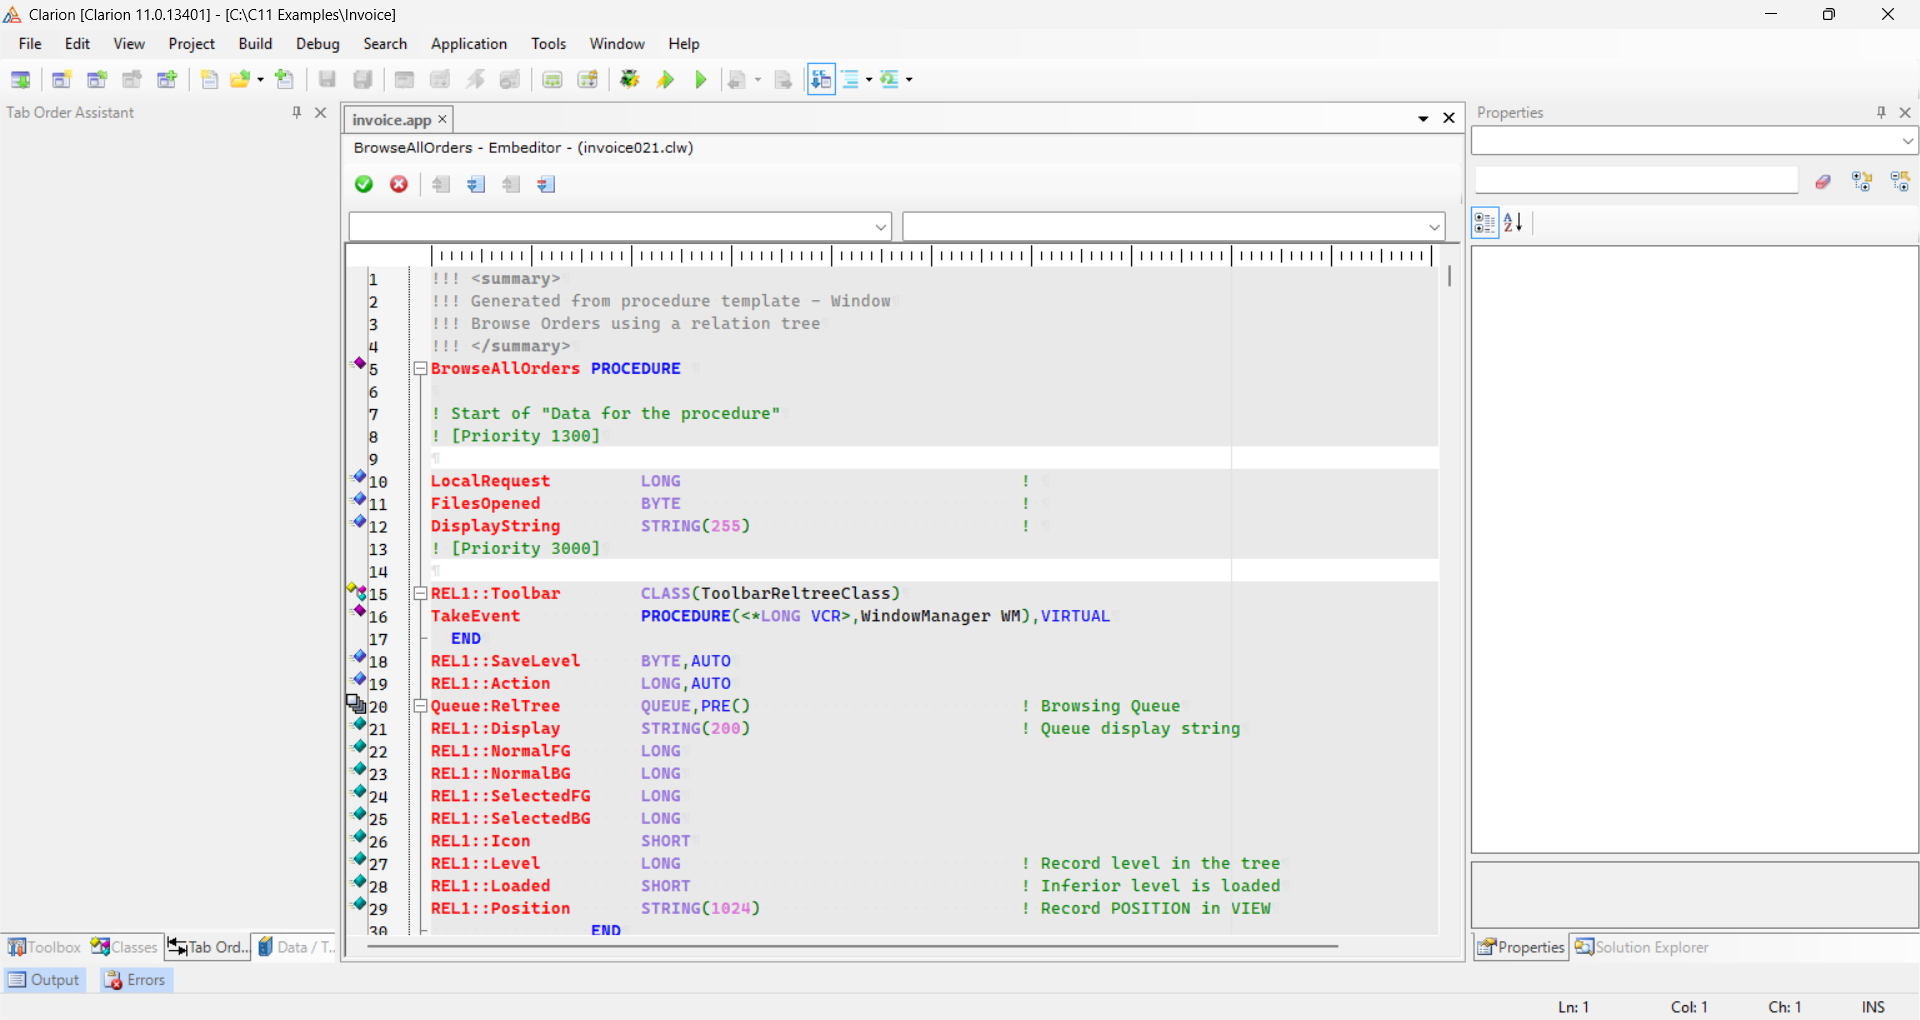 Clarion [Clarion 11.0.13401] - [C:\C11 Examples\Invoice]
File Edit View Project Build Debug Search Application Tools Window Help
Tab Order Assistant
invoice.app
Properties
BrowseAllOrders - Embeditor - (invoice021.clw)
1 !!! <summary>
2 !!! Generated from procedure template - Window
3 !!! Browse Orders using a relation tree
4 !!! </summary>
5 BrowseAllOrders PROCEDURE
6
7 ! Start of "Data for the procedure"
8 ! [Priority 1300]
9
10 LocalRequest LONG !
11 FilesOpened BYTE !
12 DisplayString STRING(255) !
13 ! [Priority 3000]
14
15 REL1::Toolbar CLASS(ToolbarReltreeClass)
16 TakeEvent PROCEDURE(<*LONG VCR>,WindowManager WM),VIRTUAL
17 END
18 REL1::SaveLevel BYTE,AUTO
19 REL1::Action LONG,AUTO
20 Queue:RelTree QUEUE,PRE() ! Browsing Queue
21 REL1::Display STRING(200) ! Queue display string
22 REL1::NormalFG LONG
23 REL1::NormalBG LONG
24 REL1::SelectedFG LONG
25 REL1::SelectedBG LONG
26 REL1::Icon SHORT
27 REL1::Level LONG ! Record level in the tree
28 REL1::Loaded SHORT ! Inferior level is loaded
29 REL1::Position STRING(1024) ! Record POSITION in VIEW
30 END
Toolbox Classes Tab Ord... Data / T...
Properties Solution Explorer
Output Errors
Ln: 1 Col: 1 Ch: 1 INS